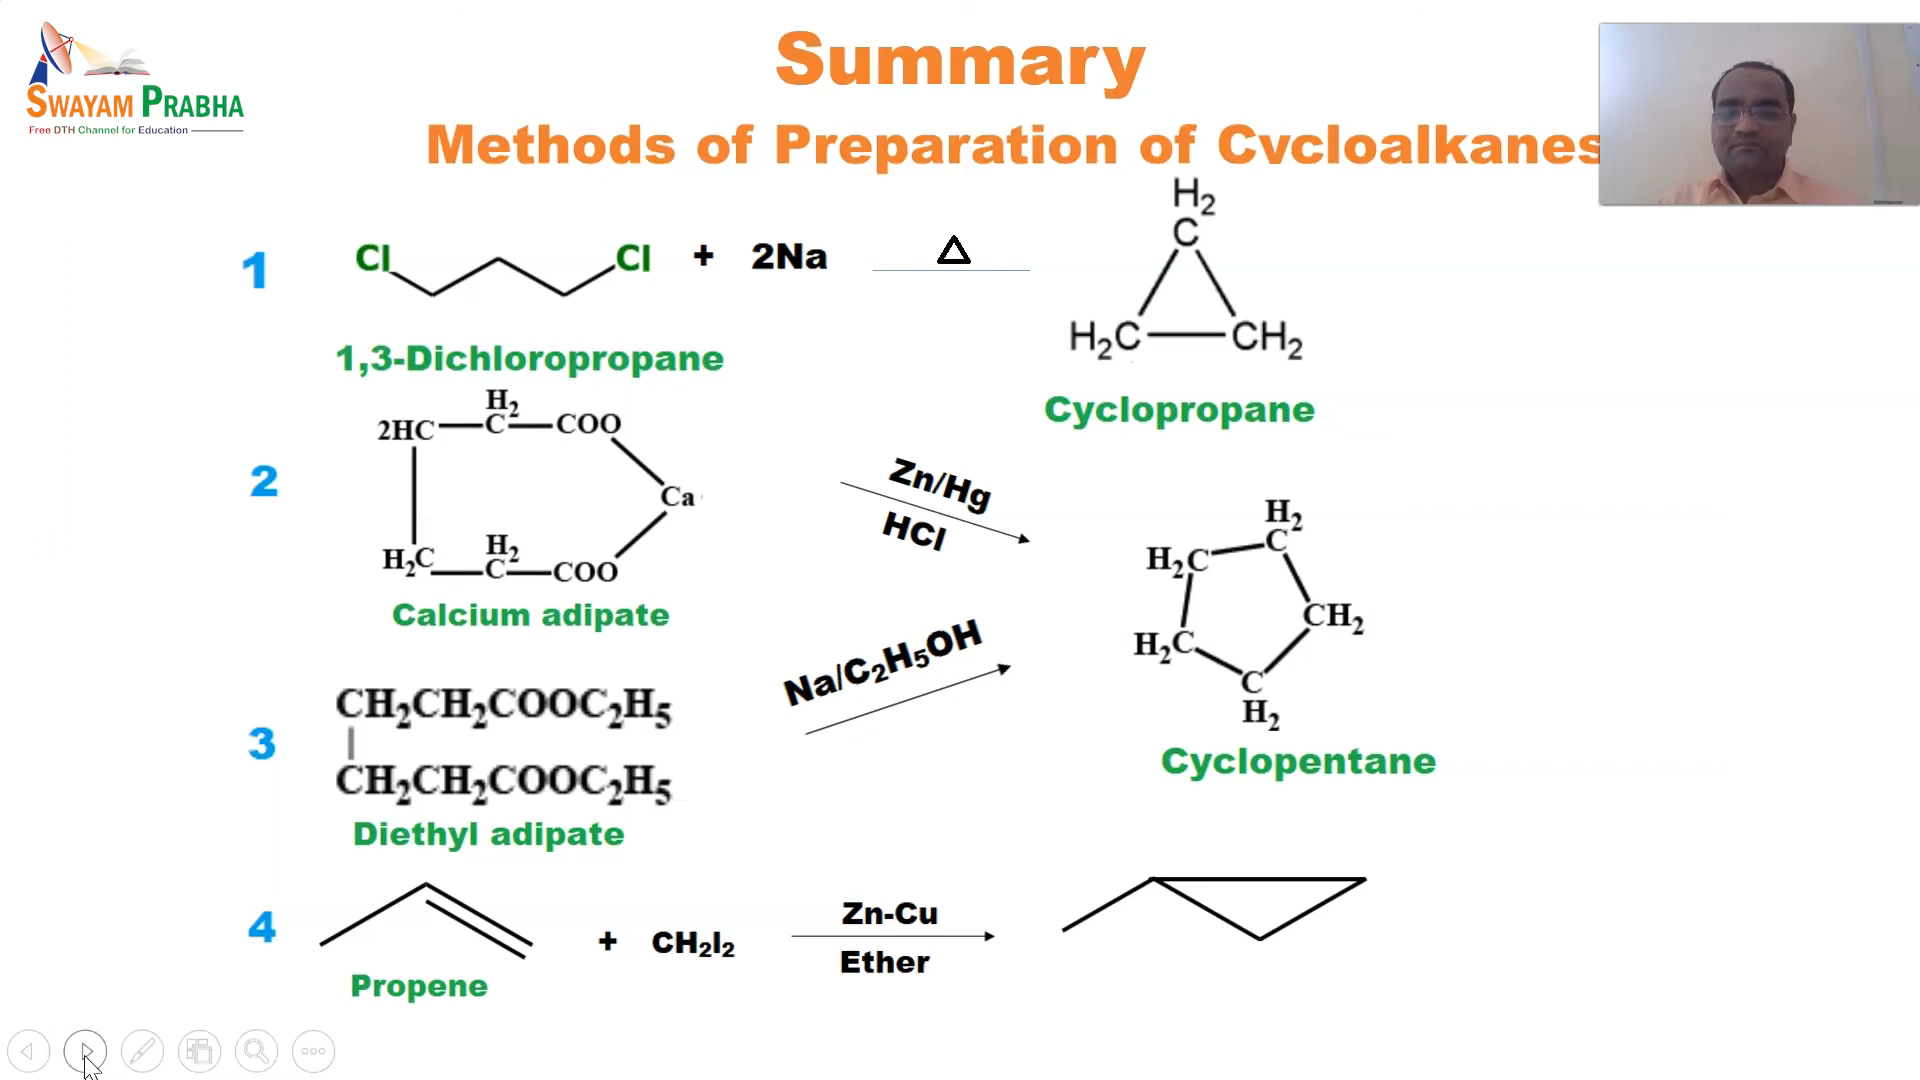 SWAYAM PRABHA
Free DTH Channel for Education
Summary
Methods of Preparation of Cycloalkanes
1
Cl Cl + 2Na Δ
H₂
C
H₂C CH₂
1,3-Dichloropropane
Cyclopropane
2
H₂
2HC C COO
Ca
H₂
H₂C C COO
Calcium adipate
Zn/Hg
HCl
H₂
C
H₂C
CH₂
H₂C
C
H₂
Cyclopentane
3
CH₂CH₂COOC₂H₅
CH₂CH₂COOC₂H₅
Diethyl adipate
Na/C₂H₅OH
4
+ CH₂I₂
Zn-Cu
Ether
Propene